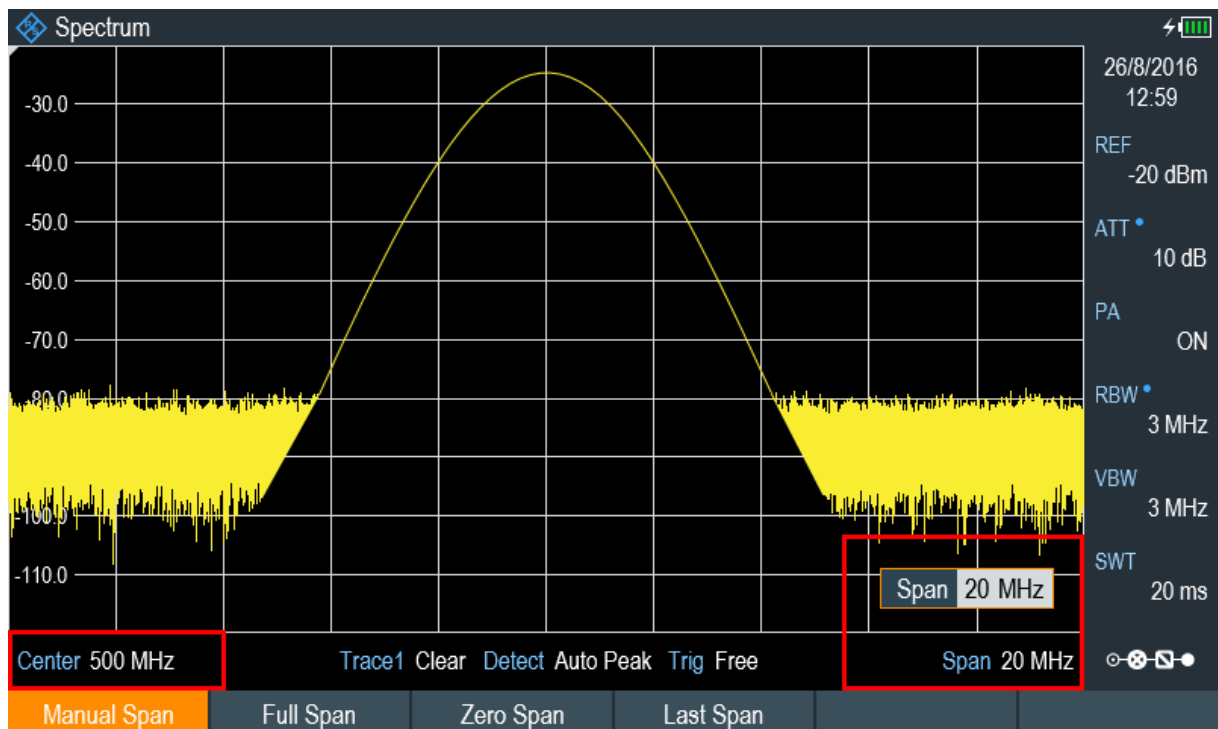 Spectrum
26/8/2016
12:59
-30.0
REF
-20 dBm
-40.0
-50.0
ATT
10 dB
-60.0
PA
ON
-70.0
-80.0
RBW
3 MHz
VBW
3 MHz
-100.0
SWT
20 ms
-110.0
Span 20 MHz
Center 500 MHz Trace1 Clear Detect Auto Peak Trig Free Span 20 MHz
Manual Span Full Span Zero Span Last Span